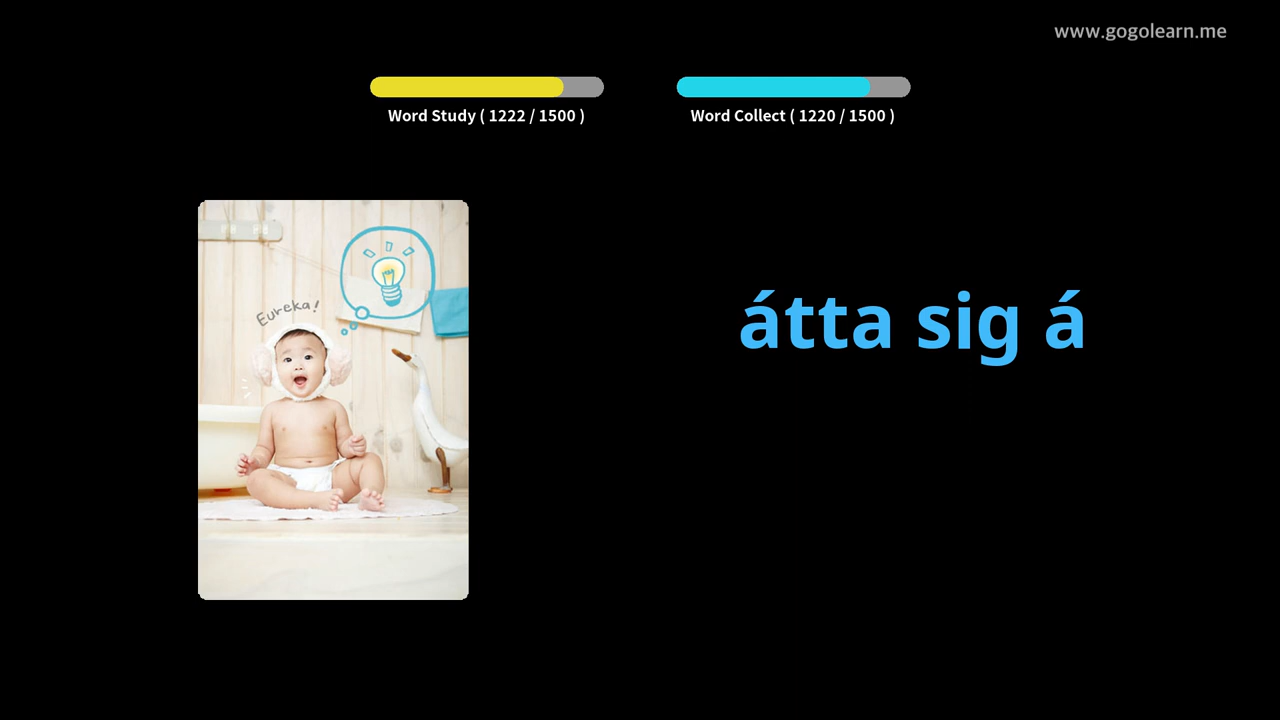 www.gogolearn.me
Word Study ( 1222 / 1500 )
Word Collect ( 1220 / 1500 )
Eureka!
átta sig á